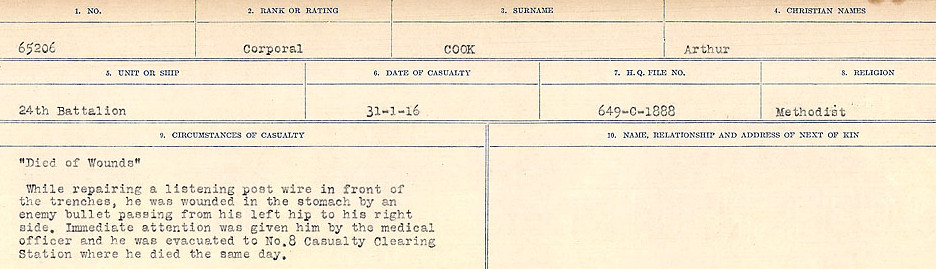 1. NO. 2. RANK OR RATING 3. SURNAME 4. CHRISTIAN NAMES
65206 Corporal COOK Arthur
5. UNIT OR SHIP 6. DATE OF CASUALTY 7. H.Q. FILE NO. 8. RELIGION
24th Battalion 31-1-16 649-C-1888 Methodist
9. CIRCUMSTANCES OF CASUALTY 10. NAME, RELATIONSHIP AND ADDRESS OF NEXT OF KIN
"Died of Wounds"
While repairing a listening post wire in front of
the trenches, he was wounded in the stomach by an
enemy bullet passing from his left hip to his right
side. Immediate attention was given him by the medical
officer and he was evacuated to No.8 Casualty Clearing
Station where he died the same day.